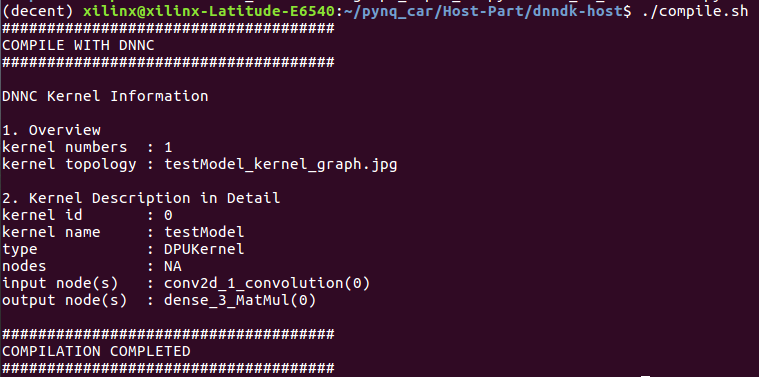 (decent) xilinx@xilinx-Latitude-E6540:~/pynq_car/Host-Part/dnndk-host$ ./compile.sh
#####################################
COMPILE WITH DNNC
#####################################
DNNC Kernel Information
1. Overview
kernel numbers  : 1
kernel topology : testModel_kernel_graph.jpg
2. Kernel Description in Detail
kernel id       : 0
kernel name     : testModel
type            : DPUKernel
nodes           : NA
input node(s)   : conv2d_1_convolution(0)
output node(s)  : dense_3_MatMul(0)
#####################################
COMPILATION COMPLETED
#####################################